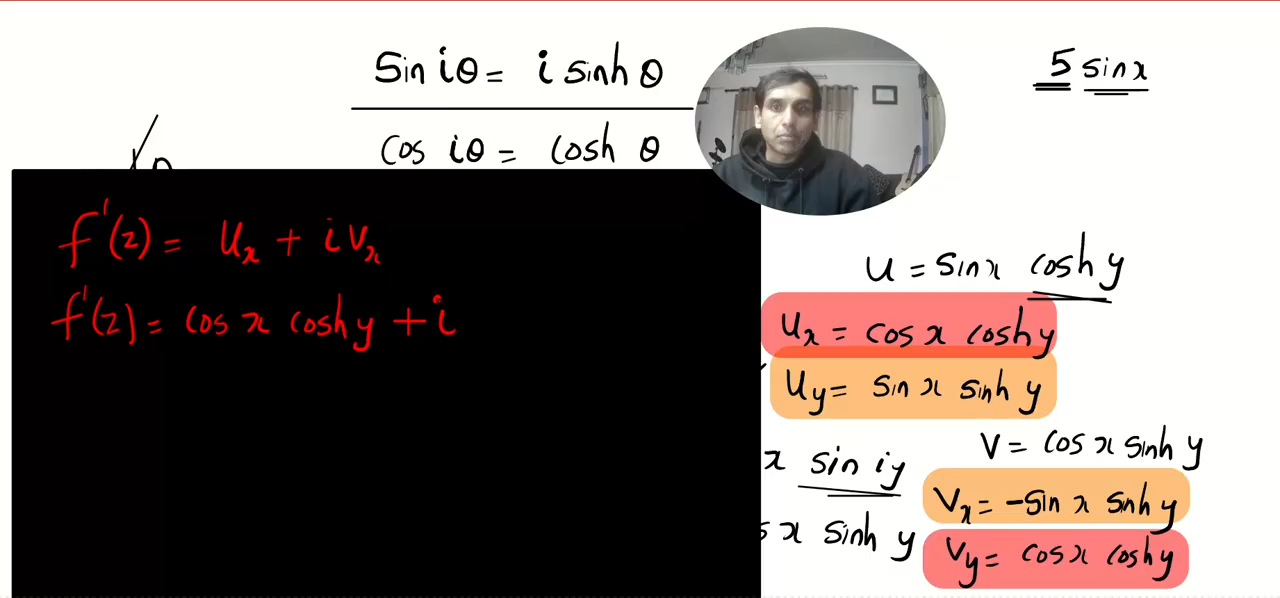 sin iθ = i sinh θ
cos iθ = cosh θ
5 sin x
θ
f'(z) = u_x + i v_x
f'(z) = cos x cosh y + i
u = sin x cosh y
u_x = cos x cosh y
u_y = sin x sinh y
v = cos x sinh y
x sin iy
v_x = -sin x sinh y
s x sinh y
v_y = cos x cosh y